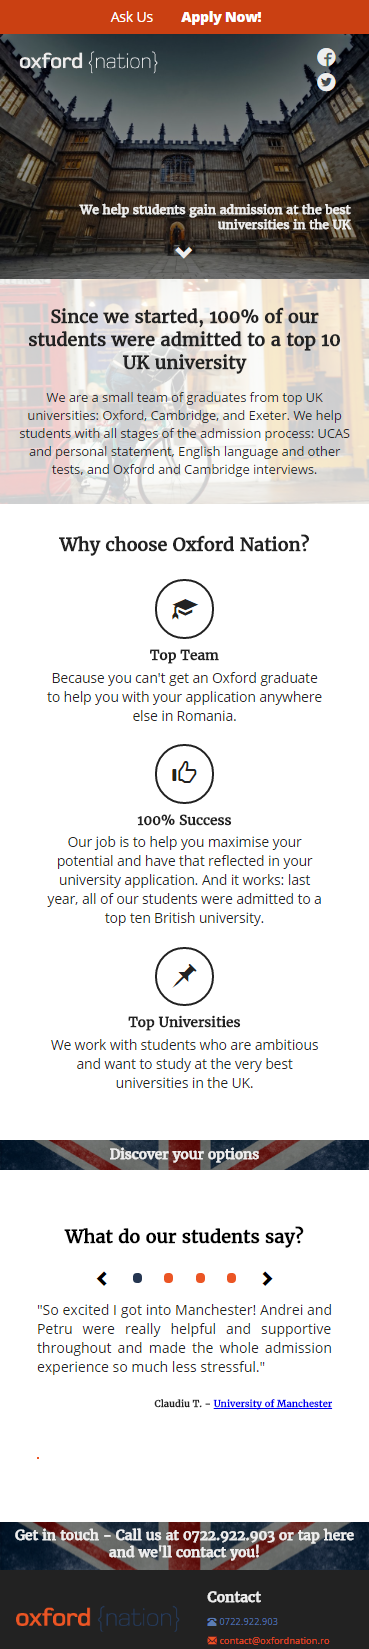 Ask Us Apply Now!
oxford {nation}
We help students gain admission at the best
universities in the UK
Since we started, 100% of our
students were admitted to a top 10
UK university
We are a small team of graduates from top UK
universities: Oxford, Cambridge, and Exeter. We help
students with all stages of the admission process: UCAS
and personal statement, English language and other
tests, and Oxford and Cambridge interviews.
Why choose Oxford Nation?
Top Team
Because you can't get an Oxford graduate
to help you with your application anywhere
else in Romania.
100% Success
Our job is to help you maximise your
potential and have that reflected in your
university application. And it works: last
year, all of our students were admitted to a
top ten British university.
Top Universities
We work with students who are ambitious
and want to study at the very best
universities in the UK.
Discover your options
What do our students say?
"So excited I got into Manchester! Andrei and
Petru were really helpful and supportive
throughout and made the whole admission
experience so much less stressful."
Claudiu T. - University of Manchester
.
Get in touch - Call us at 0722.922.903 or tap here
and we'll contact you!
Contact
oxford {nation}
0722.922.903
contact@oxfordnation.ro